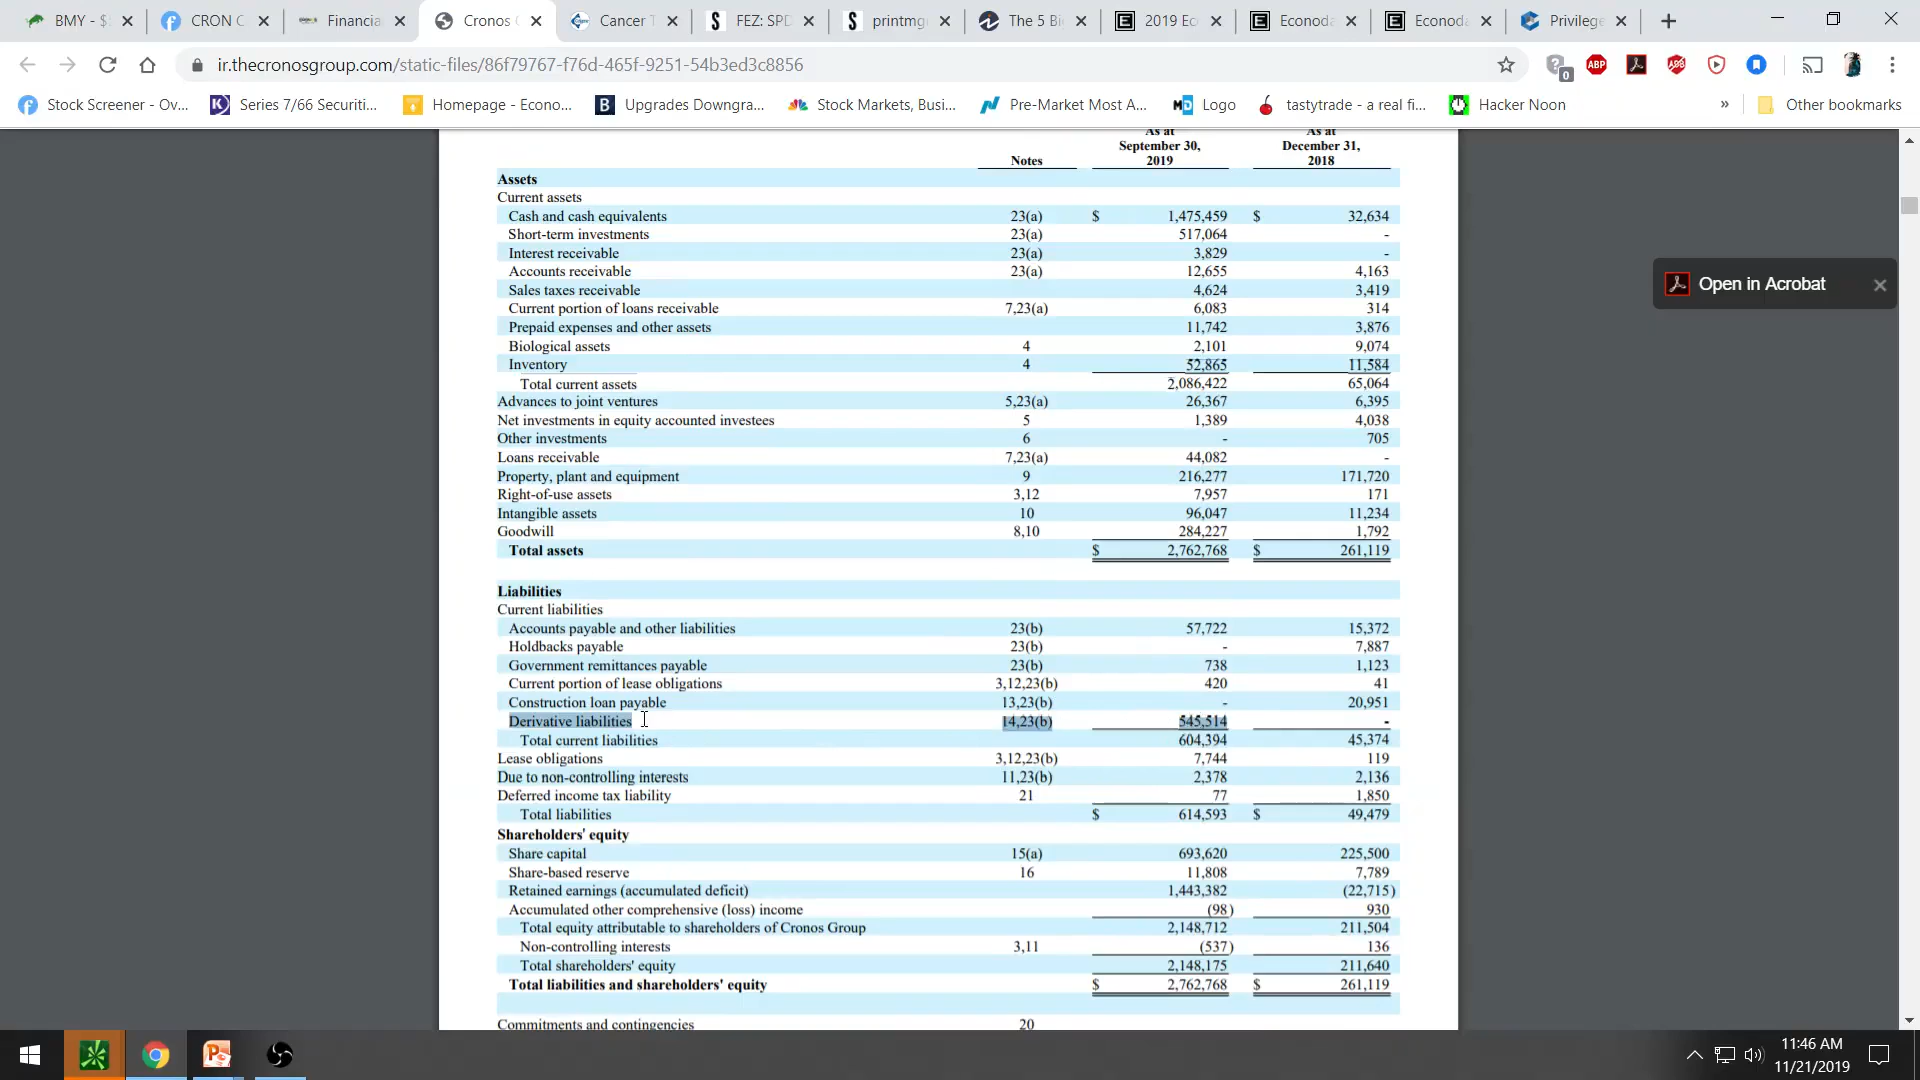 BMY - $
CRON C
Financia
Cronos
Cancer T
FEZ: SPD
printmg
The 5 Bi
2019 Ec
Econoda
Econoda
Privilege
ir.thecronosgroup.com/static-files/86f79767-f76d-465f-9251-54b3ed3c8856
0
ABP
Stock Screener - Ov...
Series 7/66 Securiti...
Homepage - Econo...
Upgrades Downgra...
Stock Markets, Busi...
Pre-Market Most A...
Logo
tastytrade - a real fi...
Hacker Noon
»
Other bookmarks
As at As at
September 30, December 31,
Notes 2019 2018
Assets
Current assets
Cash and cash equivalents 23(a) $ 1,475,459 $ 32,634
Short-term investments 23(a) 517,064 -
Interest receivable 23(a) 3,829 -
Accounts receivable 23(a) 12,655 4,163
Sales taxes receivable 4,624 3,419
Current portion of loans receivable 7,23(a) 6,083 314
Prepaid expenses and other assets 11,742 3,876
Biological assets 4 2,101 9,074
Inventory 4 52,865 11,584
Total current assets 2,086,422 65,064
Advances to joint ventures 5,23(a) 26,367 6,395
Net investments in equity accounted investees 5 1,389 4,038
Other investments 6 - 705
Loans receivable 7,23(a) 44,082 -
Property, plant and equipment 9 216,277 171,720
Right-of-use assets 3,12 7,957 171
Intangible assets 10 96,047 11,234
Goodwill 8,10 284,227 1,792
Total assets $ 2,762,768 $ 261,119
Liabilities
Current liabilities
Accounts payable and other liabilities 23(b) 57,722 15,372
Holdbacks payable 23(b) - 7,887
Government remittances payable 23(b) 738 1,123
Current portion of lease obligations 3,12,23(b) 420 41
Construction loan payable 13,23(b) - 20,951
Derivative liabilities 14,23(b) 545,514 -
Total current liabilities 604,394 45,374
Lease obligations 3,12,23(b) 7,744 119
Due to non-controlling interests 11,23(b) 2,378 2,136
Deferred income tax liability 21 77 1,850
Total liabilities $ 614,593 $ 49,479
Shareholders' equity
Share capital 15(a) 693,620 225,500
Share-based reserve 16 11,808 7,789
Retained earnings (accumulated deficit) 1,443,382 (22,715)
Accumulated other comprehensive (loss) income (98) 930
Total equity attributable to shareholders of Cronos Group 2,148,712 211,504
Non-controlling interests 3,11 (537) 136
Total shareholders' equity 2,148,175 211,640
Total liabilities and shareholders' equity $ 2,762,768 $ 261,119
Commitments and contingencies 20
Open in Acrobat
11:46 AM
11/21/2019